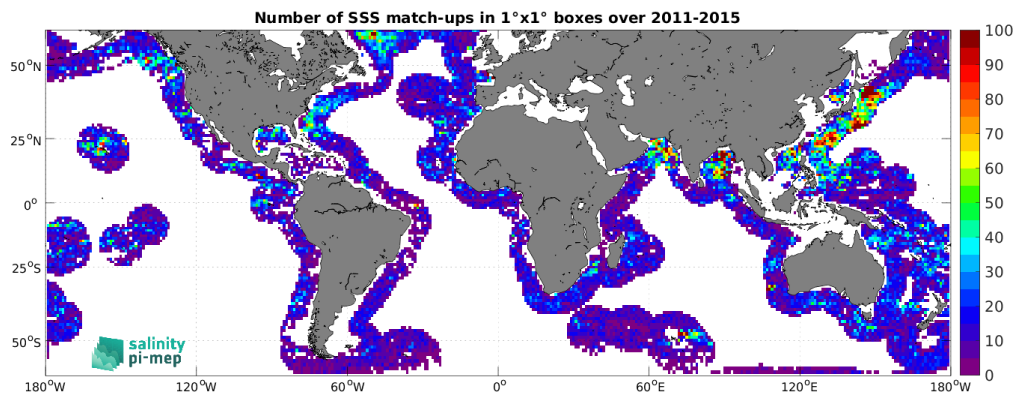 Number of SSS match-ups in 1°x1° boxes over 2011-2015
50°N
25°N
0°
25°S
50°S
180°W
120°W
60°W
0°
60°E
120°E
180°W
100
90
80
70
60
50
40
30
20
10
0
salinity
pi-mep